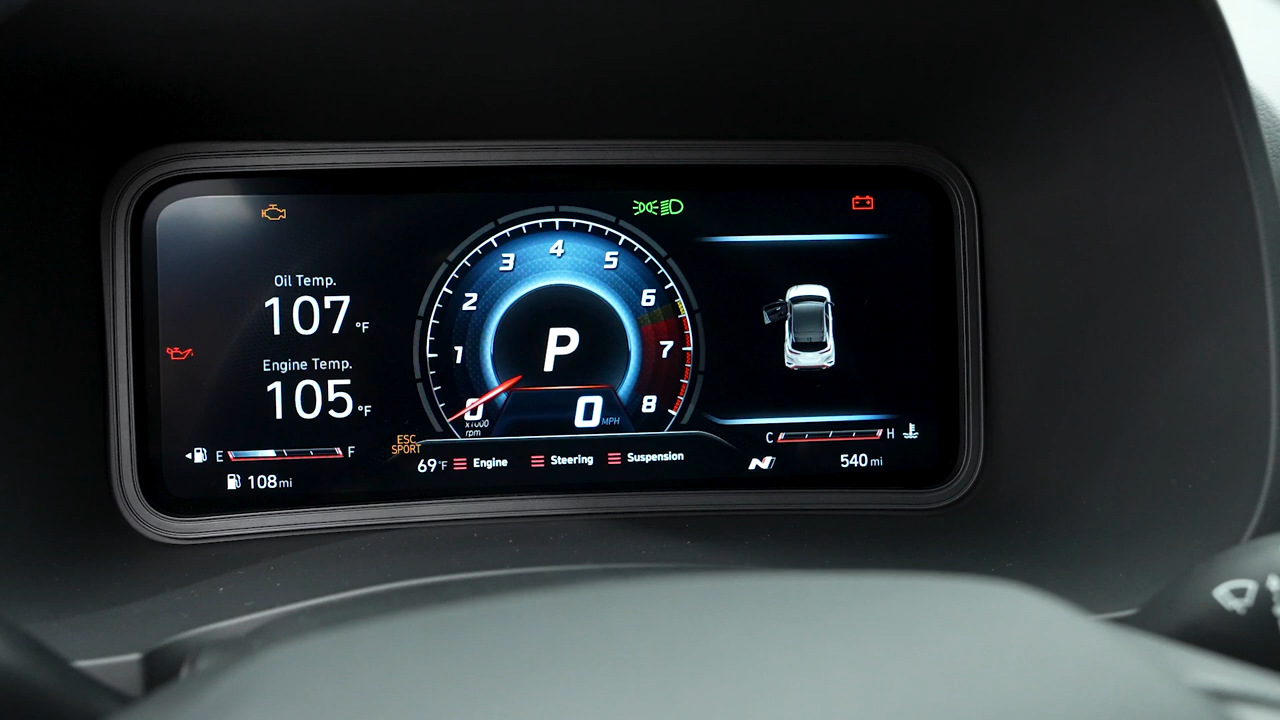 Oil Temp.
107 °F
Engine Temp.
105 °F
E F
108 mi
0 1 2 3 4 5 6 7 8
P
x1000
rpm
0 MPH
ESC
SPORT
69°F Engine Steering Suspension
C H
N 540 mi